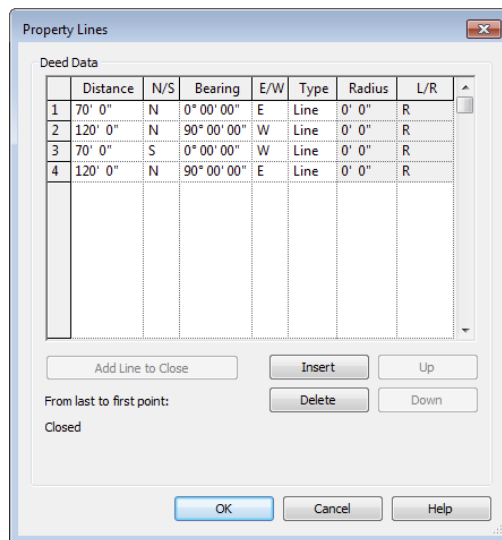 Property Lines
Deed Data
Distance N/S Bearing E/W Type Radius L/R
1 70' 0" N 0° 00' 00" E Line 0' 0" R
2 120' 0" N 90° 00' 00" W Line 0' 0" R
3 70' 0" S 0° 00' 00" W Line 0' 0" R
4 120' 0" N 90° 00' 00" E Line 0' 0" R
Add Line to Close Insert Up
From last to first point: Delete Down
Closed
OK Cancel Help